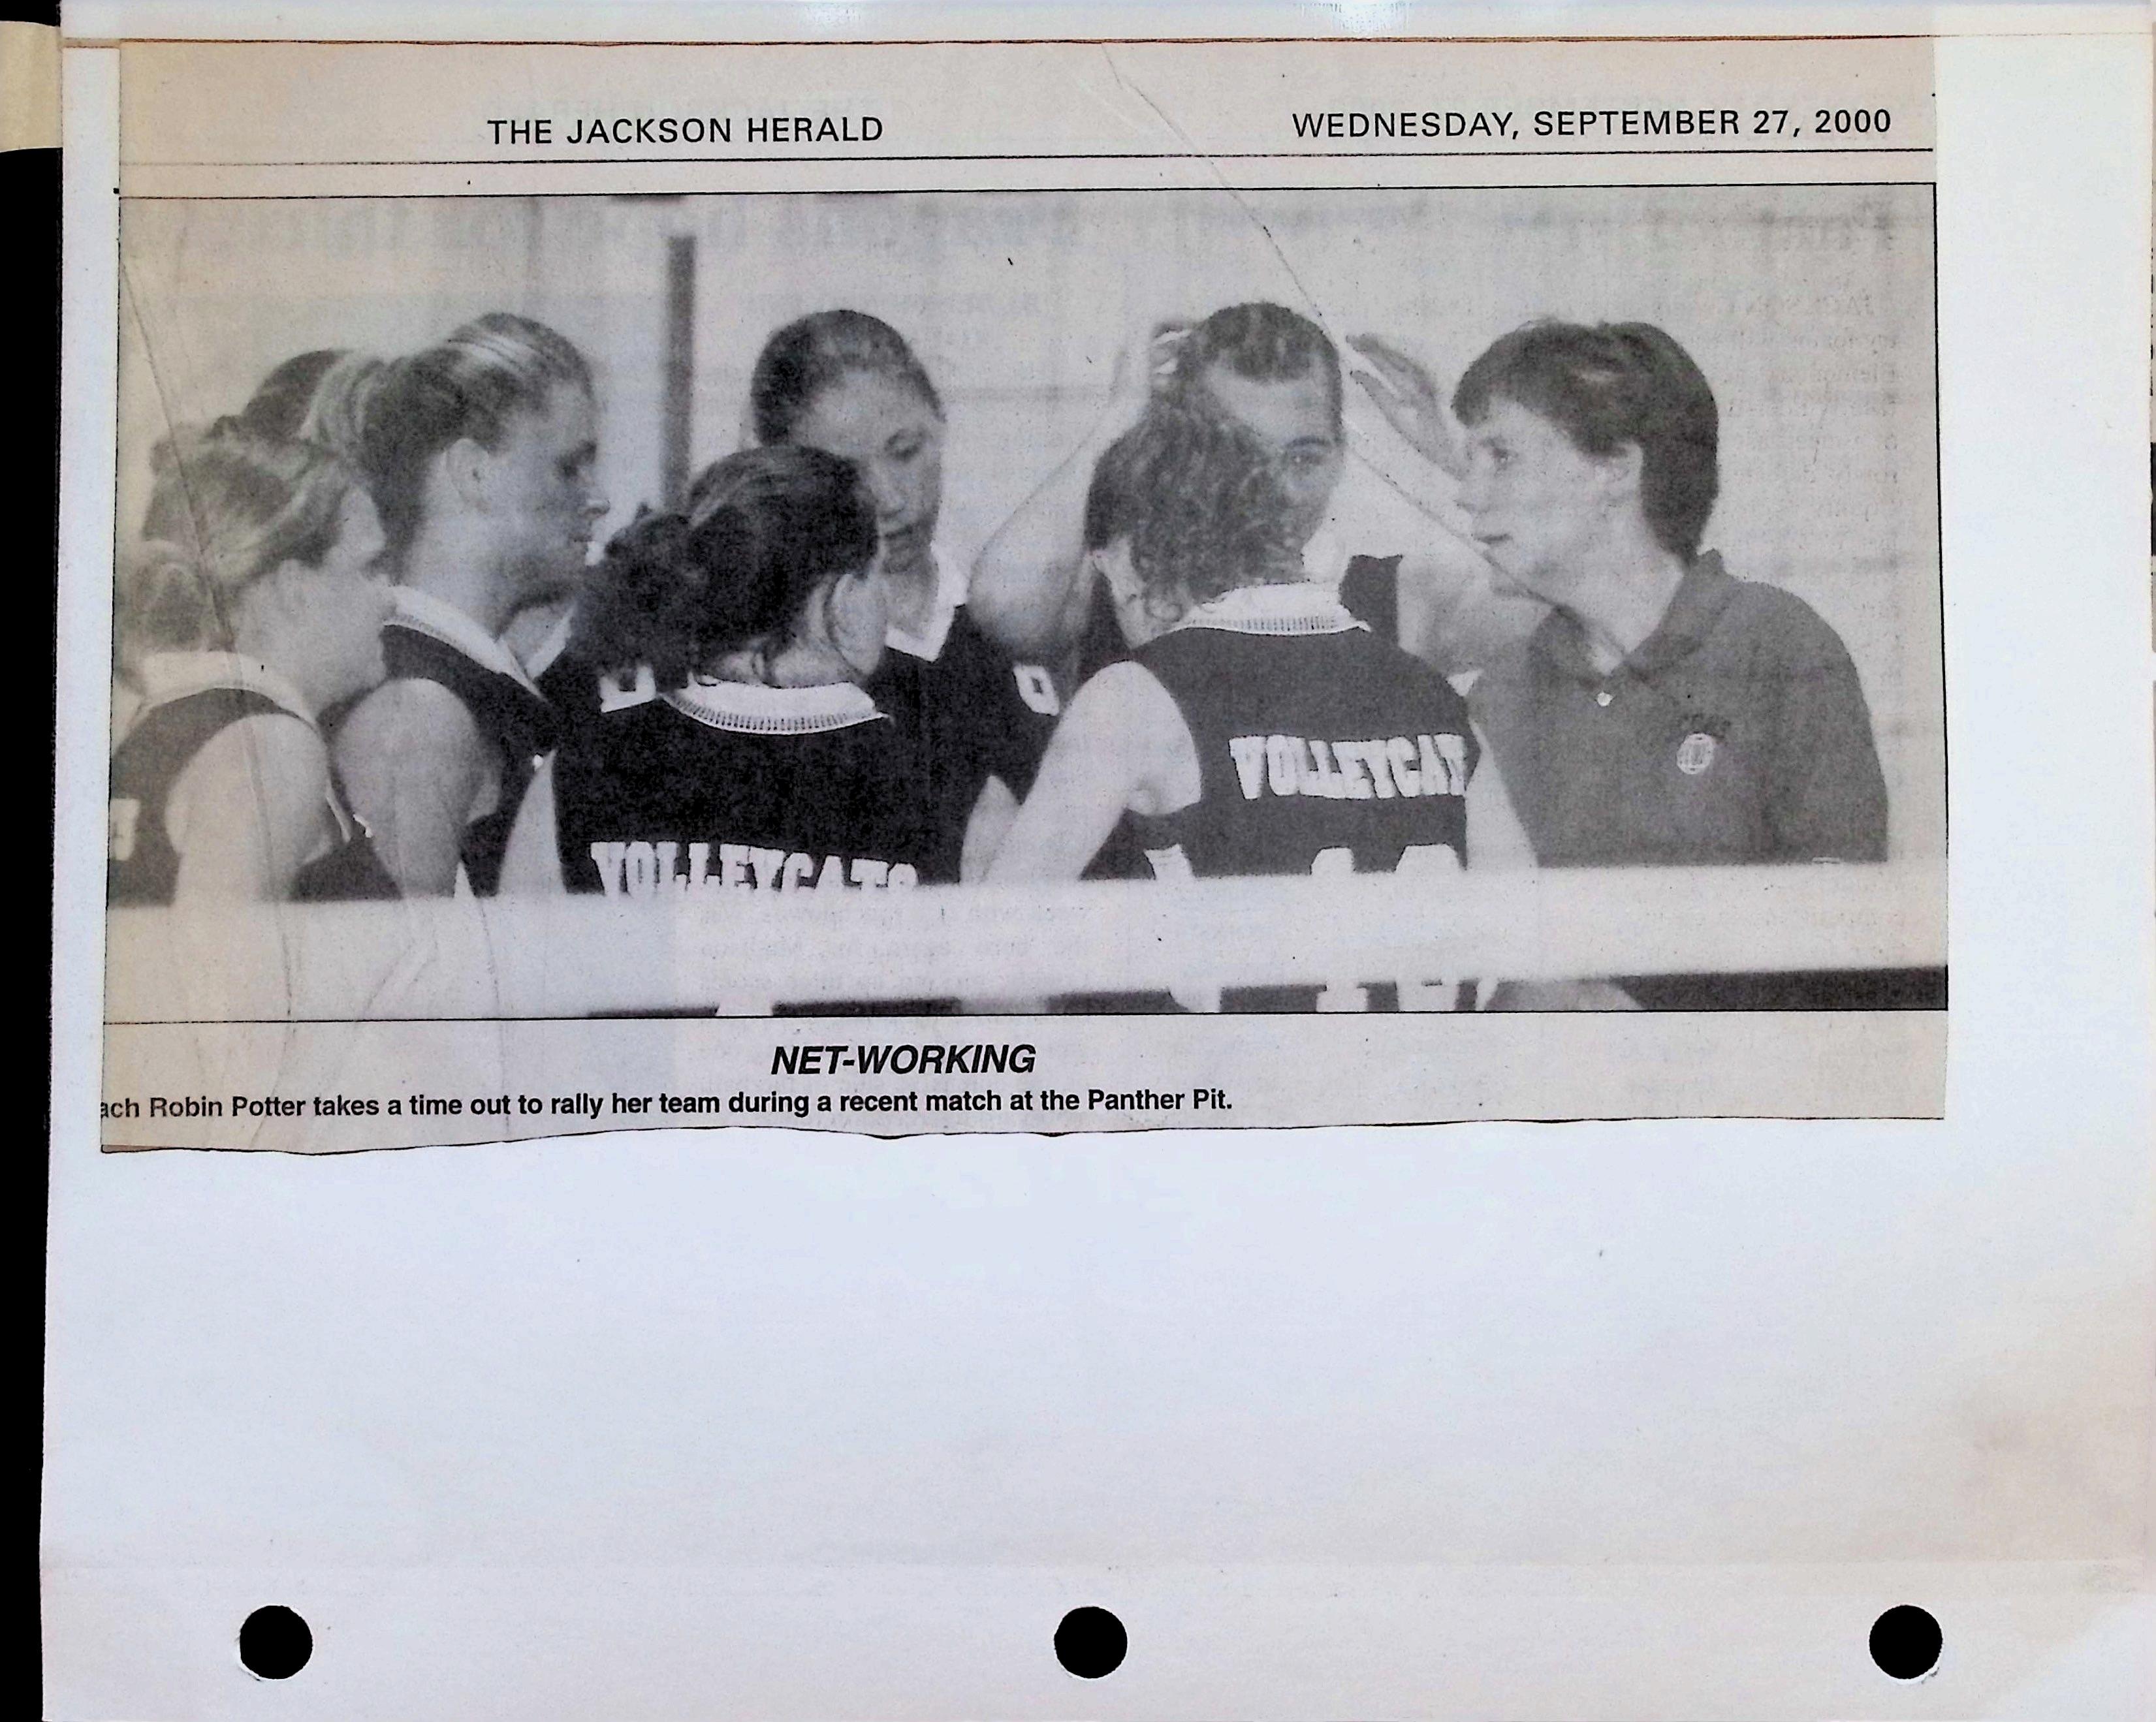 THE JACKSON HERALD
WEDNESDAY, SEPTEMBER 27, 2000
VOLLEYCATS
VOLLEYCAT
NET-WORKING
ach Robin Potter takes a time out to rally her team during a recent match at the Panther Pit.